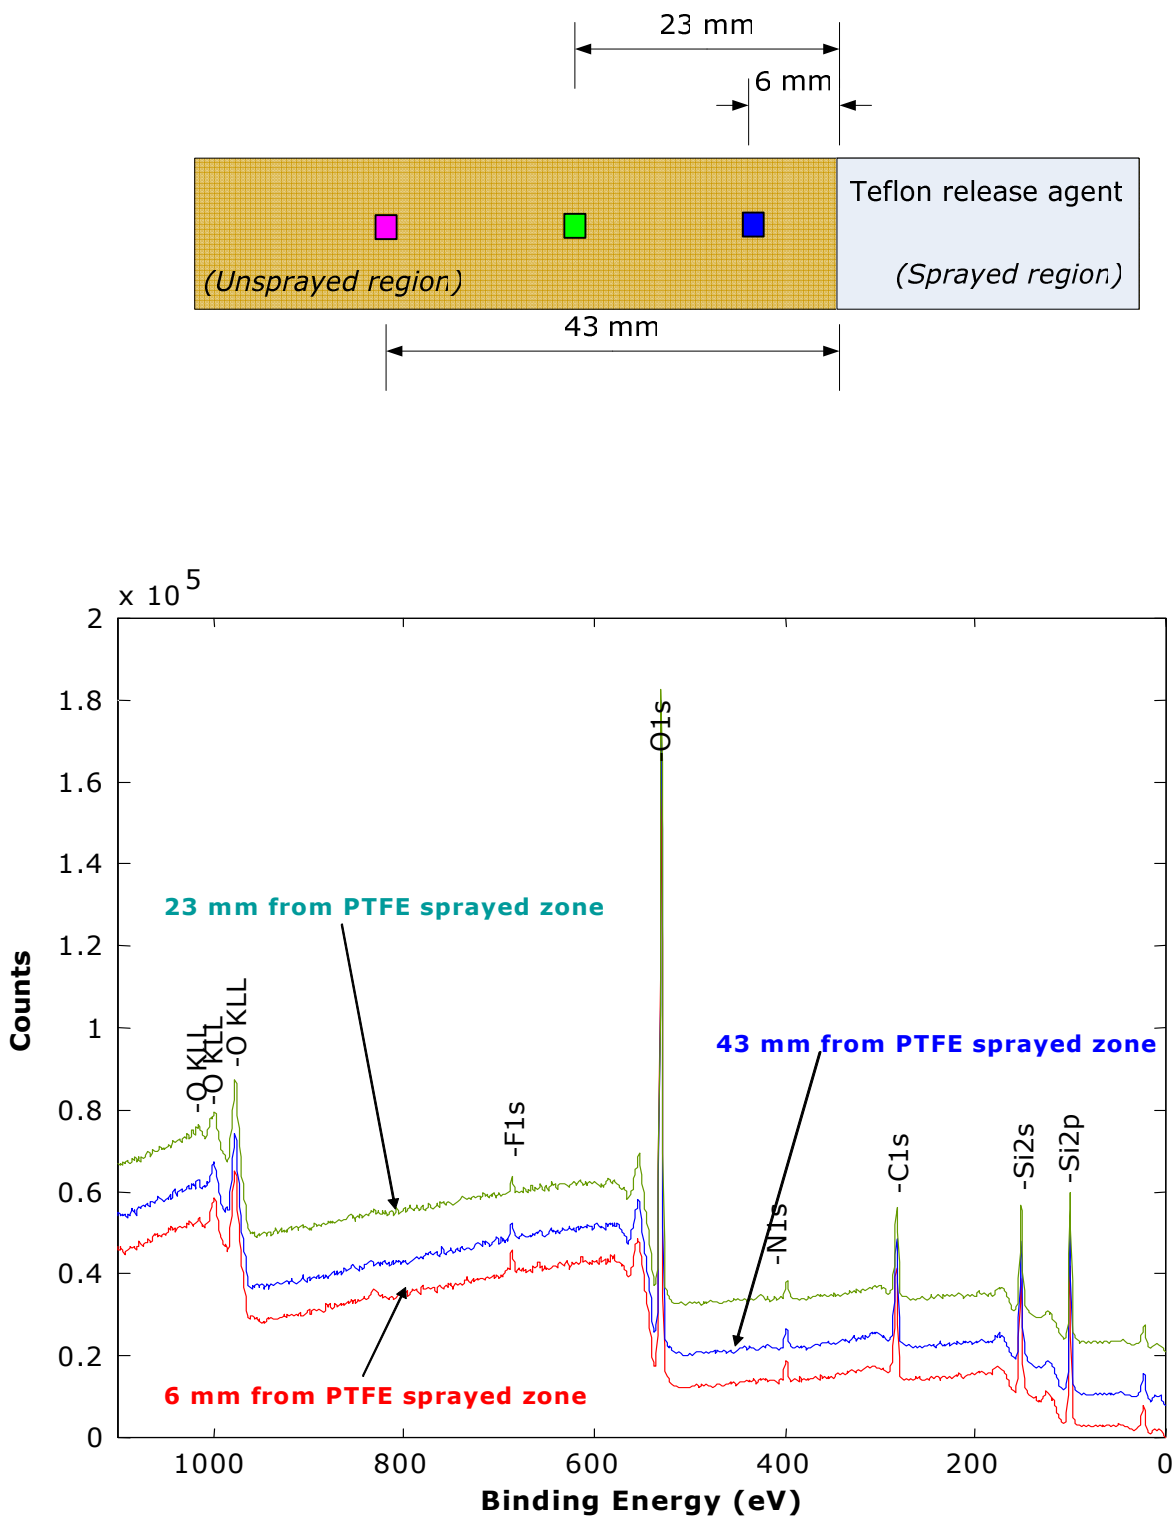 23 mm
6 mm
Teflon release agent
(Unsprayed region)
(Sprayed region)
43 mm
x 10 5
2
1.8
1.6
1.4
1.2
1
0.8
0.6
0.4
0.2
0
Counts
-O KLL
-O KLL
-O KLL
-F1s
-O1s
-N1s
-C1s
-Si2s
-Si2p
23 mm from PTFE sprayed zone
43 mm from PTFE sprayed zone
6 mm from PTFE sprayed zone
1000
800
600
400
200
0
Binding Energy (eV)